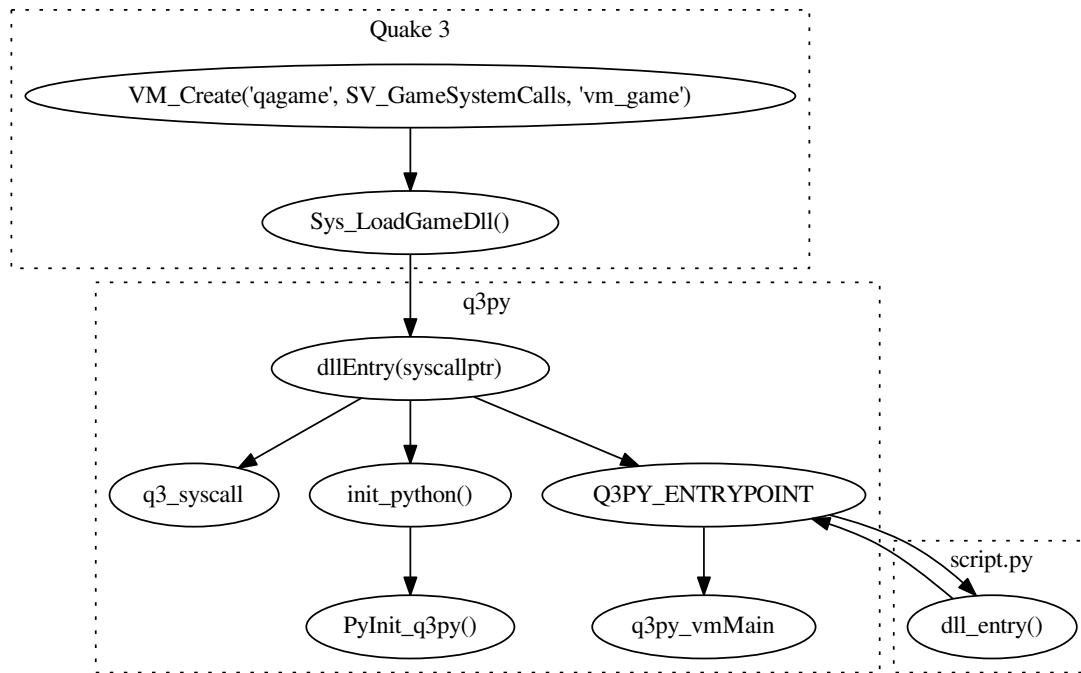 Quake 3
VM_Create('qagame', SV_GameSystemCalls, 'vm_game')
Sys_LoadGameDll()
q3py
dllEntry(syscallptr)
q3_syscall
init_python()
Q3PY_ENTRYPOINT
script.py
PyInit_q3py()
q3py_vmMain
dll_entry()